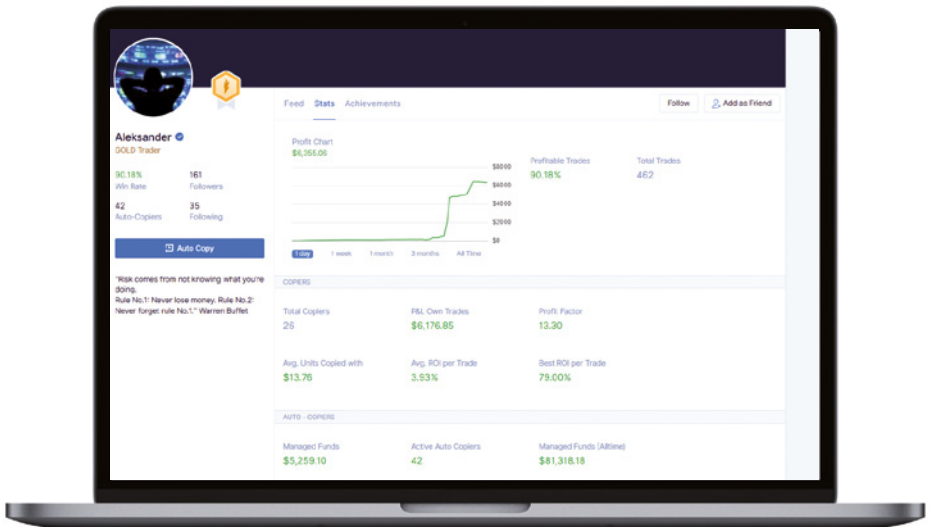 Aleksander
GOLD Trader
90.18%
Win Rate
161
Followers
42
Auto-Copiers
35
Following
Auto Copy
"Risk comes from not knowing what you're
doing.
Rule No.1: Never lose money. Rule No.2:
Never forget rule No.1." Warren Buffet
Feed Stats Achievements
Follow
Add as Friend
Profit Chart
$6,355.06
$8000
$6000
$4000
$2000
$0
1 day 1 week 1 month 3 months All Time
Profitable Trades
90.18%
Total Trades
462
COPIERS
Total Copiers
26
P&L Own Trades
$6,176.85
Profit Factor
13.30
Avg. Units Copied with
$13.76
Avg. ROI per Trade
3.93%
Best ROI per Trade
79.00%
AUTO - COPIERS
Managed Funds
$5,259.10
Active Auto Copiers
42
Managed Funds (Alltime)
$81,318.18